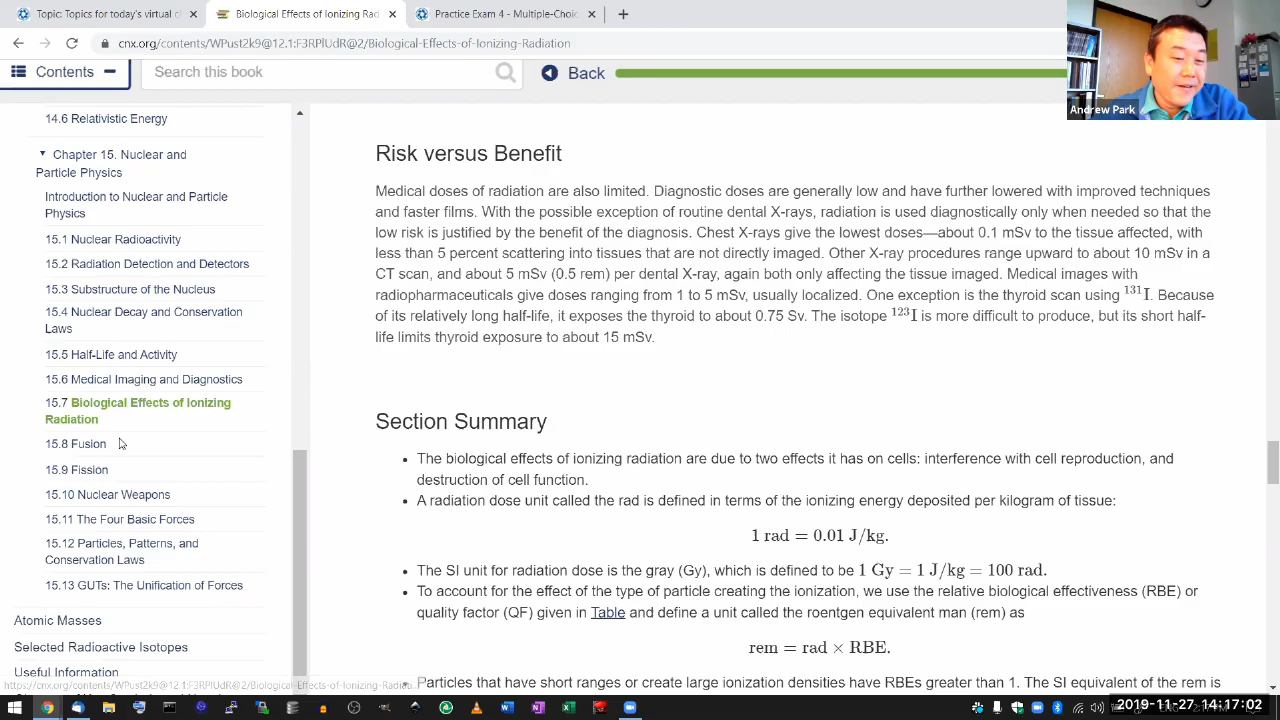 Topic: Topics for today's virtual cl
Biological Effects of Ionizing Rad
Practice Exam 4 - Multiple-Choi
cnx.org/contents/WPust2k9@12.1:F3RPlUdR@2/Biological-Effects-of-Ionizing-Radiation
Contents
Search this book
Back
Andrew Park
14.6 Relativistic Energy
Chapter 15. Nuclear and
Particle Physics
Introduction to Nuclear and Particle
Physics
15.1 Nuclear Radioactivity
15.2 Radiation Detection and Detectors
15.3 Substructure of the Nucleus
15.4 Nuclear Decay and Conservation
Laws
15.5 Half-Life and Activity
15.6 Medical Imaging and Diagnostics
15.7 Biological Effects of Ionizing
Radiation
15.8 Fusion
15.9 Fission
15.10 Nuclear Weapons
15.11 The Four Basic Forces
15.12 Particles, Patterns, and
Conservation Laws
15.13 GUTs: The Unification of Forces
Atomic Masses
Selected Radioactive Isotopes
Useful Information
https://cnx.org/contents/WPust2k9@12.1:F3RPlUdR@2/Biological-Effects-of-Ionizing-Radiati...
Risk versus Benefit
Medical doses of radiation are also limited. Diagnostic doses are generally low and have further lowered with improved techniques
and faster films. With the possible exception of routine dental X-rays, radiation is used diagnostically only when needed so that the
low risk is justified by the benefit of the diagnosis. Chest X-rays give the lowest doses—about 0.1 mSv to the tissue affected, with
less than 5 percent scattering into tissues that are not directly imaged. Other X-ray procedures range upward to about 10 mSv in a
CT scan, and about 5 mSv (0.5 rem) per dental X-ray, again both only affecting the tissue imaged. Medical images with
radiopharmaceuticals give doses ranging from 1 to 5 mSv, usually localized. One exception is the thyroid scan using ¹³¹I. Because
of its relatively long half-life, it exposes the thyroid to about 0.75 Sv. The isotope ¹²³I is more difficult to produce, but its short half-
life limits thyroid exposure to about 15 mSv.
Section Summary
• The biological effects of ionizing radiation are due to two effects it has on cells: interference with cell reproduction, and
destruction of cell function.
• A radiation dose unit called the rad is defined in terms of the ionizing energy deposited per kilogram of tissue:
1 rad = 0.01 J/kg.
• The SI unit for radiation dose is the gray (Gy), which is defined to be 1 Gy = 1 J/kg = 100 rad.
• To account for the effect of the type of particle creating the ionization, we use the relative biological effectiveness (RBE) or
quality factor (QF) given in Table and define a unit called the roentgen equivalent man (rem) as
rem = rad × RBE.
• Particles that have short ranges or create large ionization densities have RBEs greater than 1. The SI equivalent of the rem is
2019-11-27 14:17:02